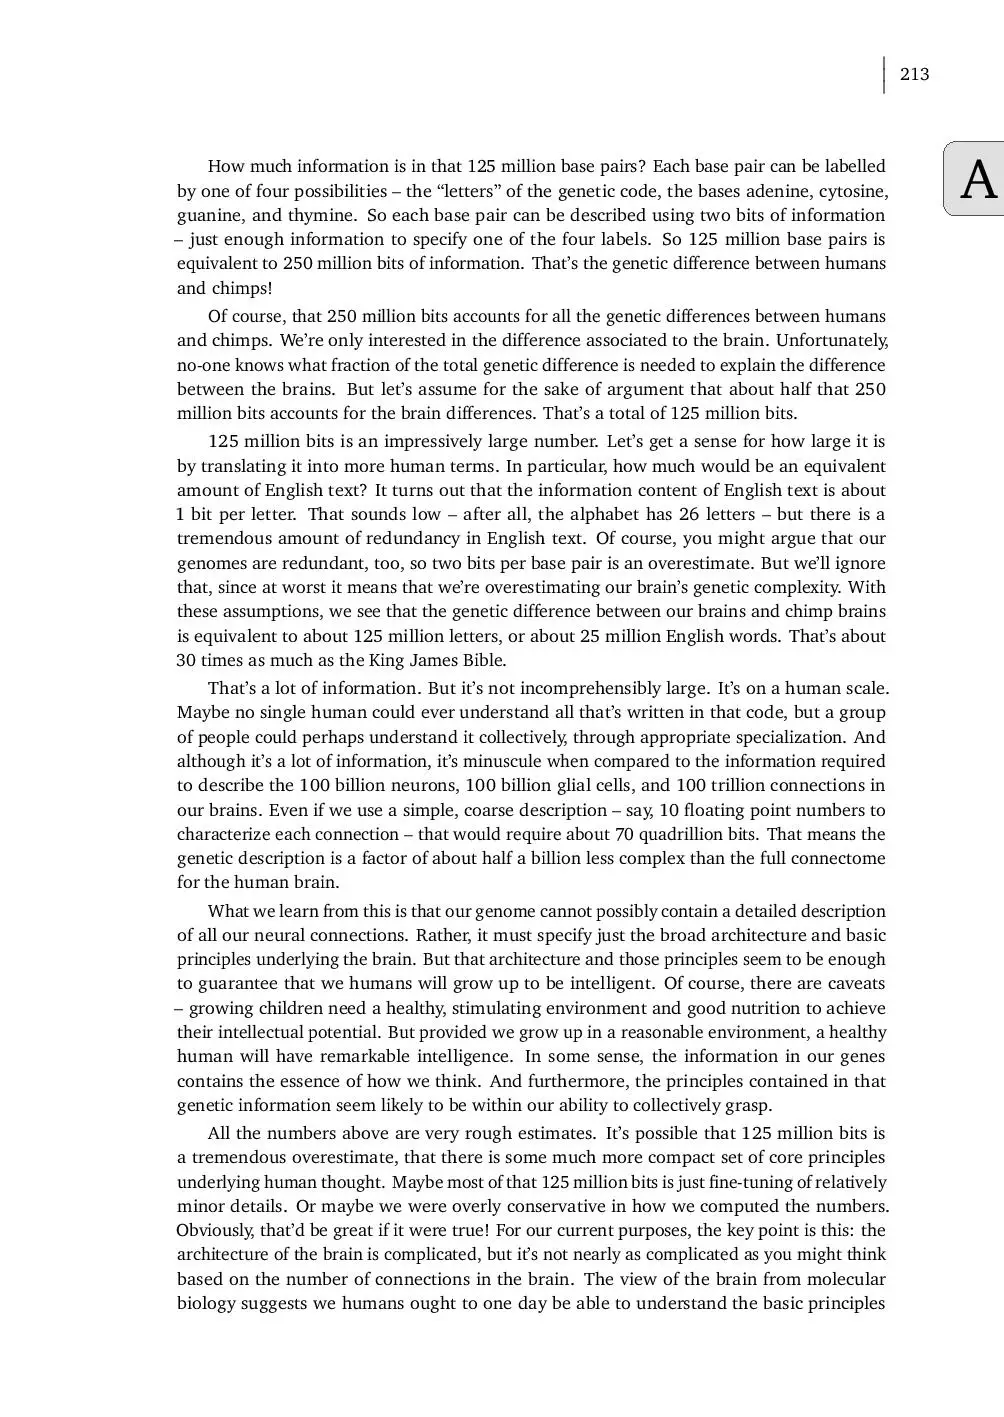 213
A
How much information is in that 125 million base pairs? Each base pair can be labelled
by one of four possibilities – the “letters” of the genetic code, the bases adenine, cytosine,
guanine, and thymine. So each base pair can be described using two bits of information
– just enough information to specify one of the four labels. So 125 million base pairs is
equivalent to 250 million bits of information. That’s the genetic difference between humans
and chimps!
Of course, that 250 million bits accounts for all the genetic differences between humans
and chimps. We’re only interested in the difference associated to the brain. Unfortunately,
no-one knows what fraction of the total genetic difference is needed to explain the difference
between the brains. But let’s assume for the sake of argument that about half that 250
million bits accounts for the brain differences. That’s a total of 125 million bits.
125 million bits is an impressively large number. Let’s get a sense for how large it is
by translating it into more human terms. In particular, how much would be an equivalent
amount of English text? It turns out that the information content of English text is about
1 bit per letter. That sounds low – after all, the alphabet has 26 letters – but there is a
tremendous amount of redundancy in English text. Of course, you might argue that our
genomes are redundant, too, so two bits per base pair is an overestimate. But we’ll ignore
that, since at worst it means that we’re overestimating our brain’s genetic complexity. With
these assumptions, we see that the genetic difference between our brains and chimp brains
is equivalent to about 125 million letters, or about 25 million English words. That’s about
30 times as much as the King James Bible.
That’s a lot of information. But it’s not incomprehensibly large. It’s on a human scale.
Maybe no single human could ever understand all that’s written in that code, but a group
of people could perhaps understand it collectively, through appropriate specialization. And
although it’s a lot of information, it’s minuscule when compared to the information required
to describe the 100 billion neurons, 100 billion glial cells, and 100 trillion connections in
our brains. Even if we use a simple, coarse description – say, 10 floating point numbers to
characterize each connection – that would require about 70 quadrillion bits. That means the
genetic description is a factor of about half a billion less complex than the full connectome
for the human brain.
What we learn from this is that our genome cannot possibly contain a detailed description
of all our neural connections. Rather, it must specify just the broad architecture and basic
principles underlying the brain. But that architecture and those principles seem to be enough
to guarantee that we humans will grow up to be intelligent. Of course, there are caveats
– growing children need a healthy, stimulating environment and good nutrition to achieve
their intellectual potential. But provided we grow up in a reasonable environment, a healthy
human will have remarkable intelligence. In some sense, the information in our genes
contains the essence of how we think. And furthermore, the principles contained in that
genetic information seem likely to be within our ability to collectively grasp.
All the numbers above are very rough estimates. It’s possible that 125 million bits is
a tremendous overestimate, that there is some much more compact set of core principles
underlying human thought. Maybe most of that 125 million bits is just fine-tuning of relatively
minor details. Or maybe we were overly conservative in how we computed the numbers.
Obviously, that’d be great if it were true! For our current purposes, the key point is this: the
architecture of the brain is complicated, but it’s not nearly as complicated as you might think
based on the number of connections in the brain. The view of the brain from molecular
biology suggests we humans ought to one day be able to understand the basic principles